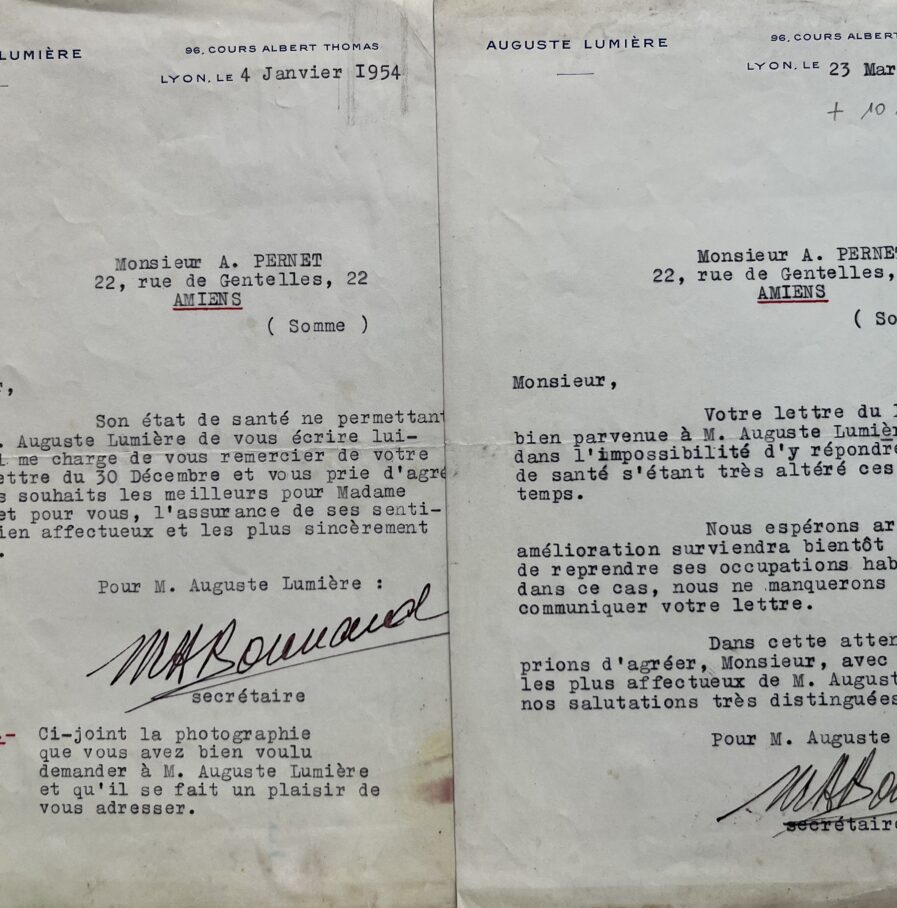 LUMIÈRE
96, COURS ALBERT THOMAS
LYON, LE 4 Janvier 1954
Monsieur A. PERNET
22, rue de Gentelles, 22
AMIENS
( Somme )
,
Son état de santé ne permettant
. Auguste Lumière de vous écrire lui-
me charge de vous remercier de votre
ettre du 30 Décembre et vous prie d'agré
s souhaits les meilleurs pour Madame
et pour vous, l'assurance de ses senti-
ien affectueux et les plus sincèrement
.
Pour M. Auguste Lumière :
MABonnand
secrétaire
- Ci-joint la photographie
que vous avez bien voulu
demander à M. Auguste Lumière
et qu'il se fait un plaisir de
vous adresser.
AUGUSTE LUMIÈRE
96, COURS ALBERT
LYON, LE 23 Mar
+ 10
Monsieur A. PERNET
22, rue de Gentelles,
AMIENS
( So
Monsieur,
Votre lettre du
bien parvenue à M. Auguste Lumièr
dans l'impossibilité d'y répondre
de santé s'étant très altéré ces
temps.
Nous espérons ar
amélioration surviendra bientôt
de reprendre ses occupations hab
dans ce cas, nous ne manquerons
communiquer votre lettre.
Dans cette atten
prions d'agréer, Monsieur, avec
les plus affectueux de M. August
nos salutations très distinguées
Pour M. Auguste
MABo
secrétaire